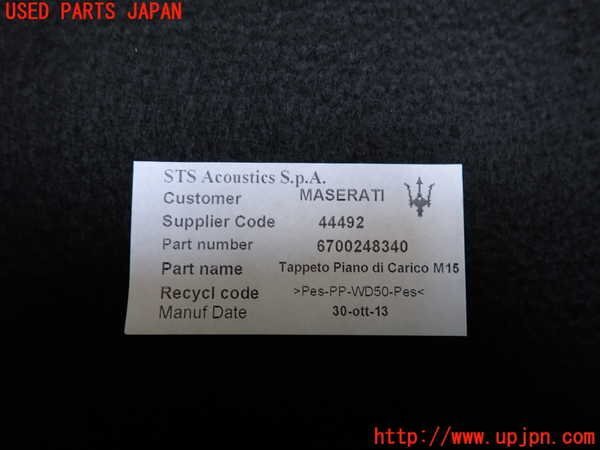 USED PARTS JAPAN
STS Acoustics S.p.A.
Customer MASERATI
Supplier Code 44492
Part number 6700248340
Part name Tappeto Piano di Carico M15
Recycl code >Pes-PP-WD50-Pes<
Manuf Date 30-ott-13
UPJ
http://www.upjpn.com